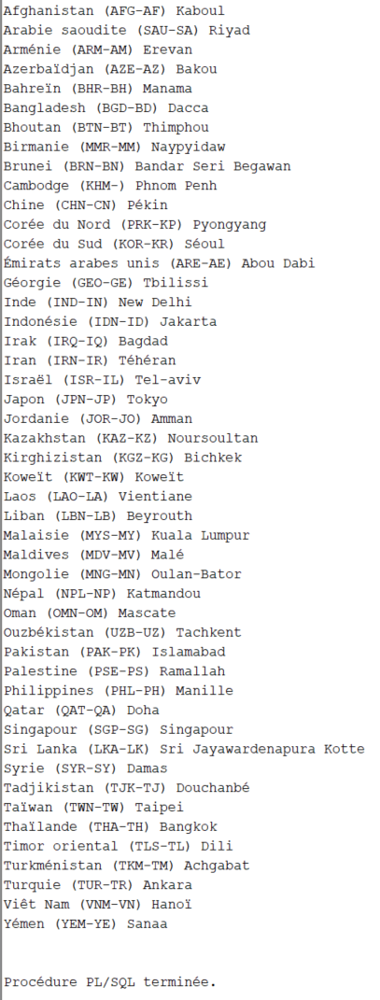 Afghanistan (AFG-AF) Kaboul
Arabie saoudite (SAU-SA) Riyad
Arménie (ARM-AM) Erevan
Azerbaïdjan (AZE-AZ) Bakou
Bahreïn (BHR-BH) Manama
Bangladesh (BGD-BD) Dacca
Bhoutan (BTN-BT) Thimphou
Birmanie (MMR-MM) Naypyidaw
Brunei (BRN-BN) Bandar Seri Begawan
Cambodge (KHM-) Phnom Penh
Chine (CHN-CN) Pékin
Corée du Nord (PRK-KP) Pyongyang
Corée du Sud (KOR-KR) Séoul
Émirats arabes unis (ARE-AE) Abou Dabi
Géorgie (GEO-GE) Tbilissi
Inde (IND-IN) New Delhi
Indonésie (IDN-ID) Jakarta
Irak (IRQ-IQ) Bagdad
Iran (IRN-IR) Téhéran
Israël (ISR-IL) Tel-aviv
Japon (JPN-JP) Tokyo
Jordanie (JOR-JO) Amman
Kazakhstan (KAZ-KZ) Noursoultan
Kirghizistan (KGZ-KG) Bichkek
Koweït (KWT-KW) Koweït
Laos (LAO-LA) Vientiane
Liban (LBN-LB) Beyrouth
Malaisie (MYS-MY) Kuala Lumpur
Maldives (MDV-MV) Malé
Mongolie (MNG-MN) Oulan-Bator
Népal (NPL-NP) Katmandou
Oman (OMN-OM) Mascate
Ouzbékistan (UZB-UZ) Tachkent
Pakistan (PAK-PK) Islamabad
Palestine (PSE-PS) Ramallah
Philippines (PHL-PH) Manille
Qatar (QAT-QA) Doha
Singapour (SGP-SG) Singapour
Sri Lanka (LKA-LK) Sri Jayawardenapura Kotte
Syrie (SYR-SY) Damas
Tadjikistan (TJK-TJ) Douchanbé
Taïwan (TWN-TW) Taipei
Thaïlande (THA-TH) Bangkok
Timor oriental (TLS-TL) Dili
Turkménistan (TKM-TM) Achgabat
Turquie (TUR-TR) Ankara
Viêt Nam (VNM-VN) Hanoï
Yémen (YEM-YE) Sanaa
Procédure PL/SQL terminée.